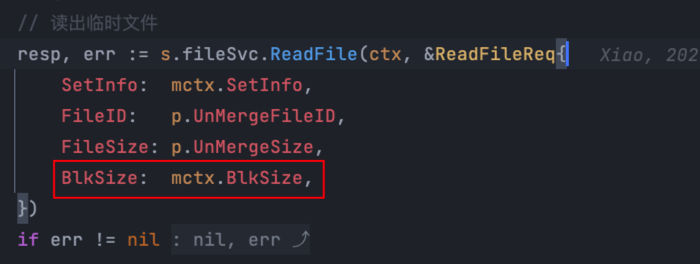 // 读出临时文件
resp, err := s.fileSvc.ReadFile(ctx, &ReadFileReq{ Xiao, 202
SetInfo: mctx.SetInfo,
FileID: p.UnMergeFileID,
FileSize: p.UnMergeSize,
BlkSize: mctx.BlkSize,
})
if err != nil : nil, err ⤴